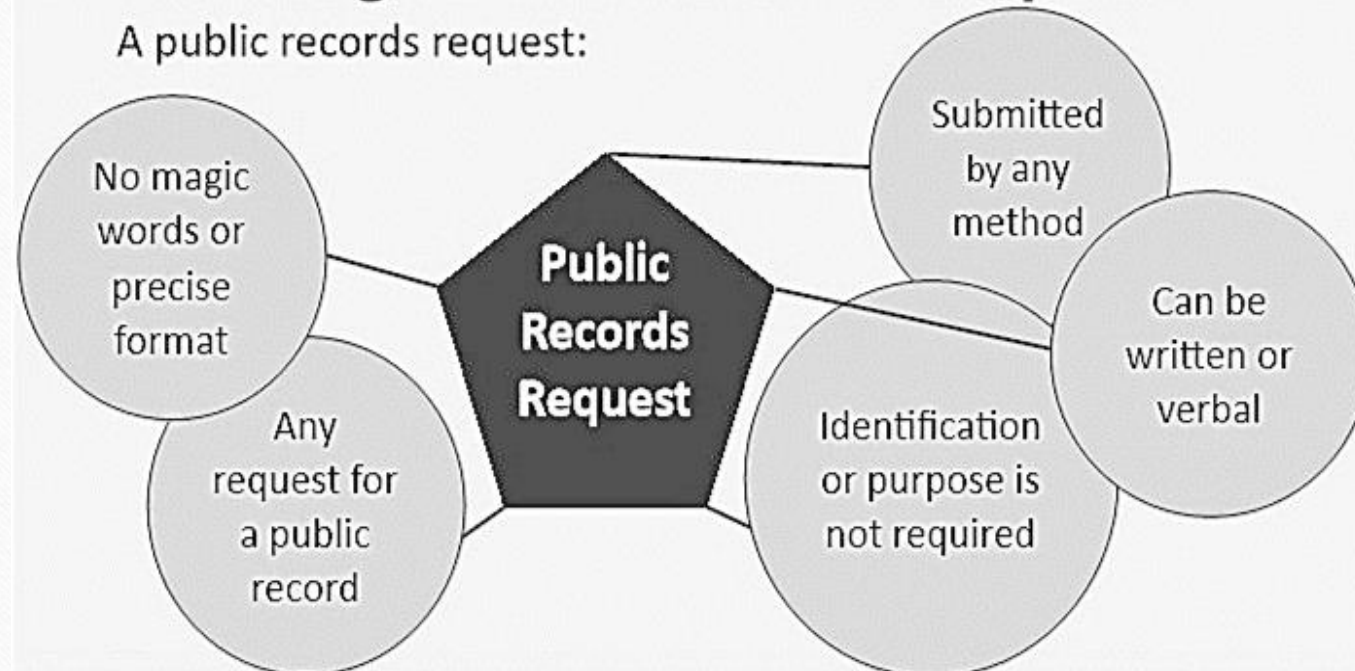 A public records request:
No magic
words or
precise
format
Any
request for
a public
record
Public
Records
Request
Submitted
by any
method
Can be
written or
verbal
Identification
or purpose is
not required